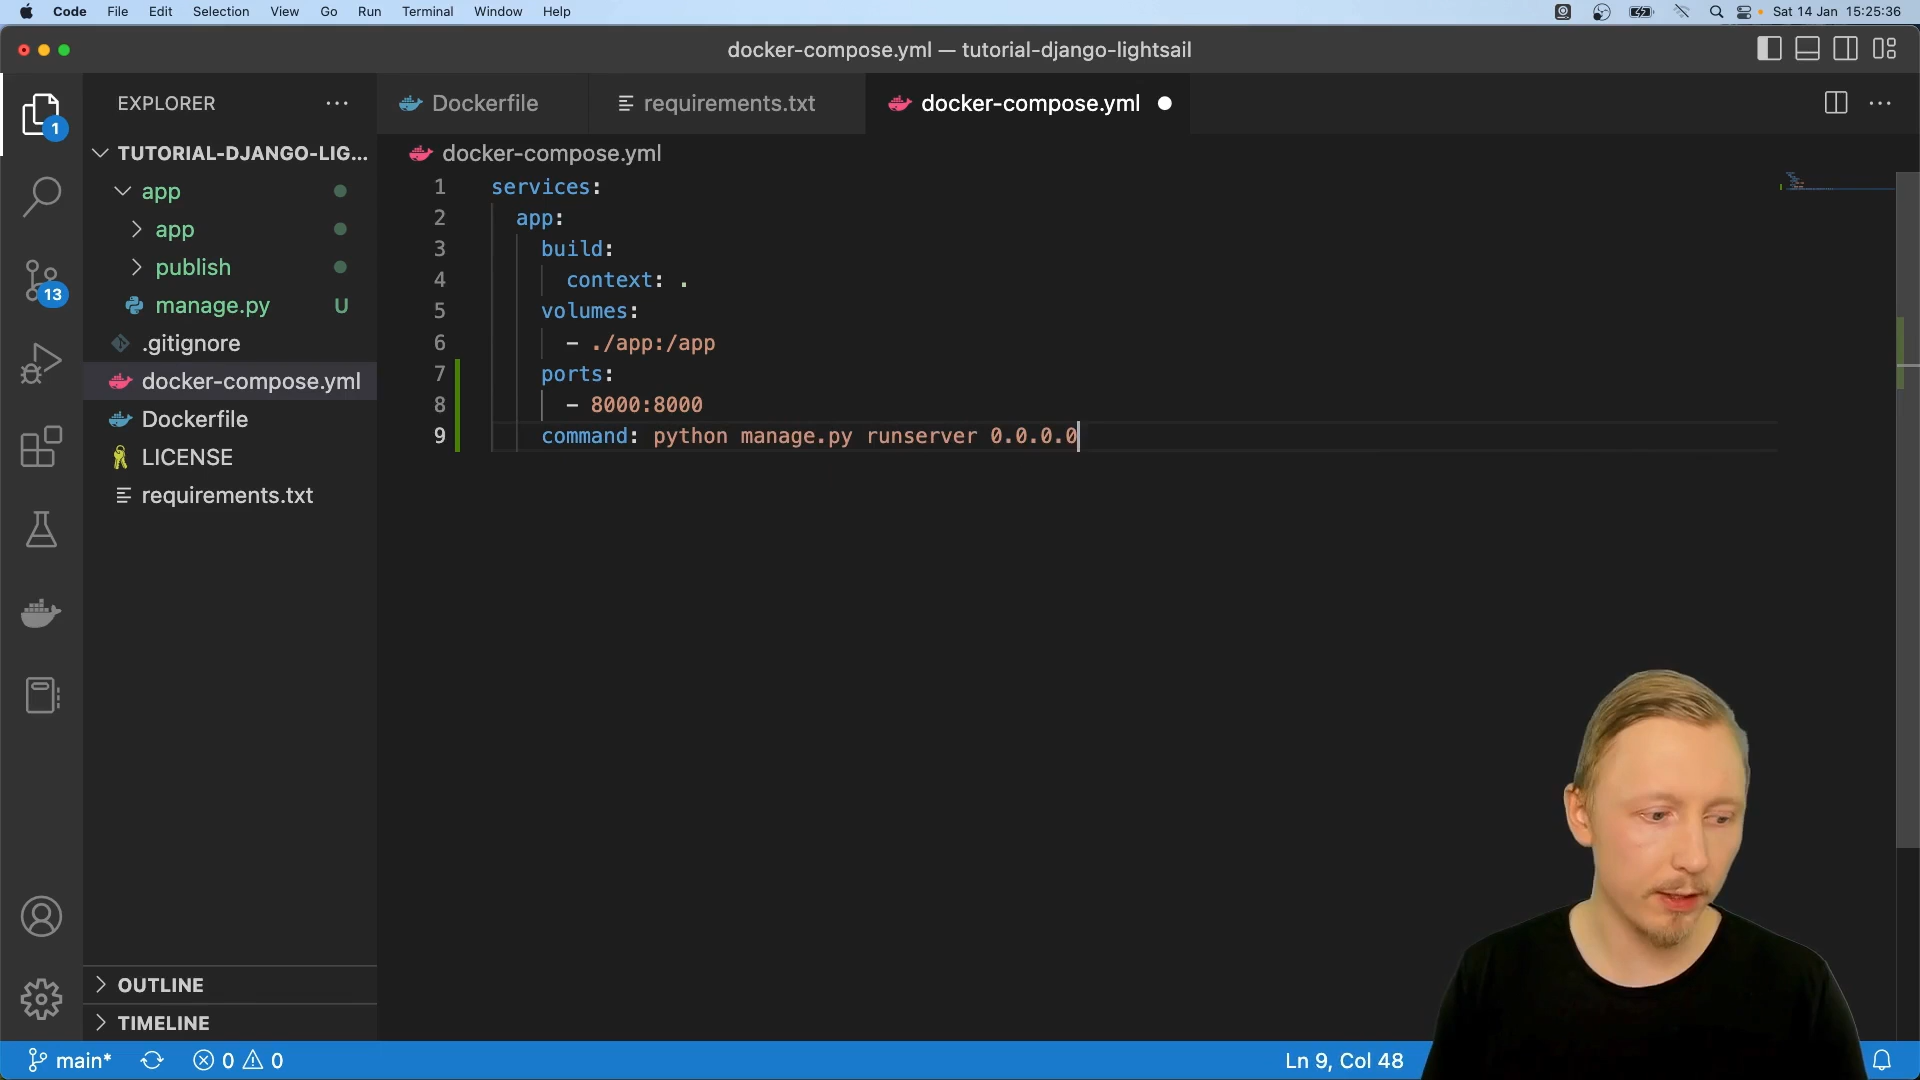 Code File Edit Selection View Go Run Terminal Window Help Sat 14 Jan 15:25:36
docker-compose.yml — tutorial-django-lightsail
EXPLORER
Dockerfile requirements.txt docker-compose.yml
1
TUTORIAL-DJANGO-LIG...
docker-compose.yml
app
app
publish
manage.py U
.gitignore
docker-compose.yml
Dockerfile
LICENSE
requirements.txt
13
1 services:
2 app:
3 build:
4 context: .
5 volumes:
6 - ./app:/app
7 ports:
8 - 8000:8000
9 command: python manage.py runserver 0.0.0.0
OUTLINE
TIMELINE
main* 0 0 Ln 9, Col 48